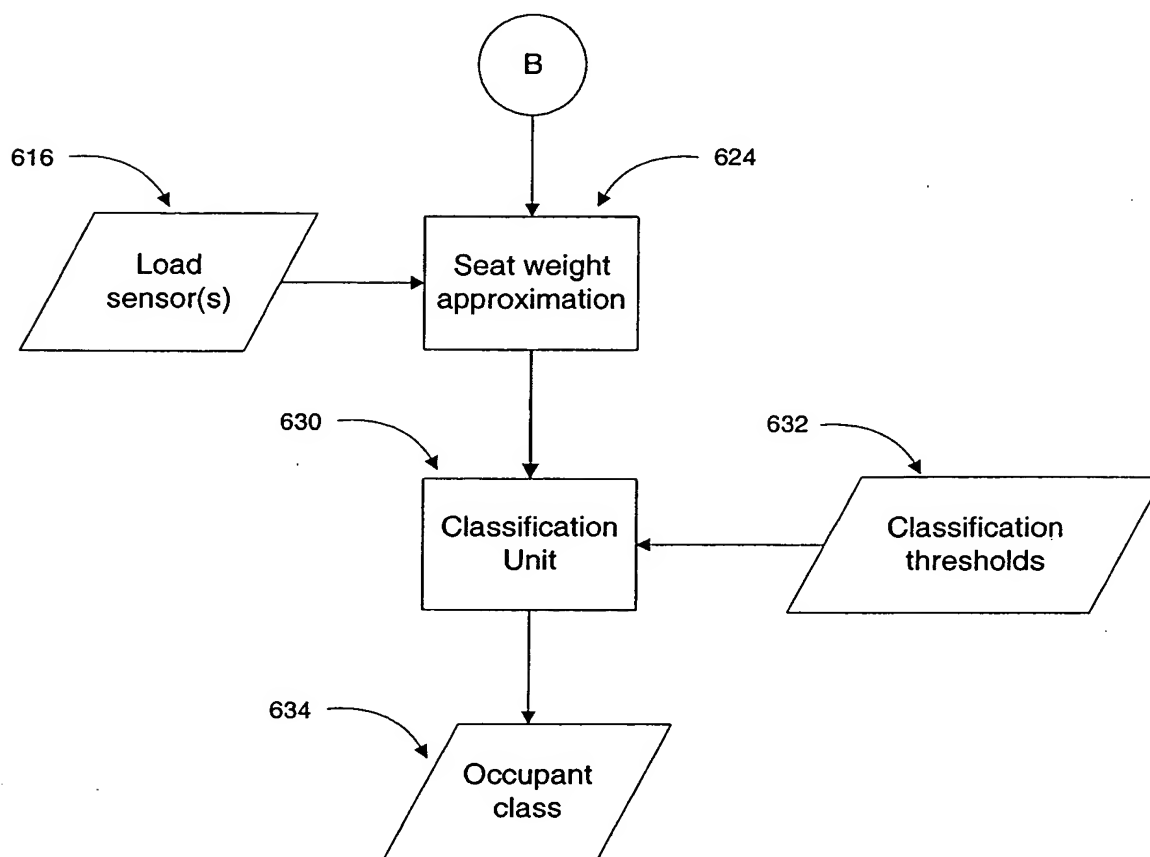 B
616
624
Load
sensor(s)
Seat weight
approximation
630
632
Classification
Unit
Classification
thresholds
634
Occupant
class